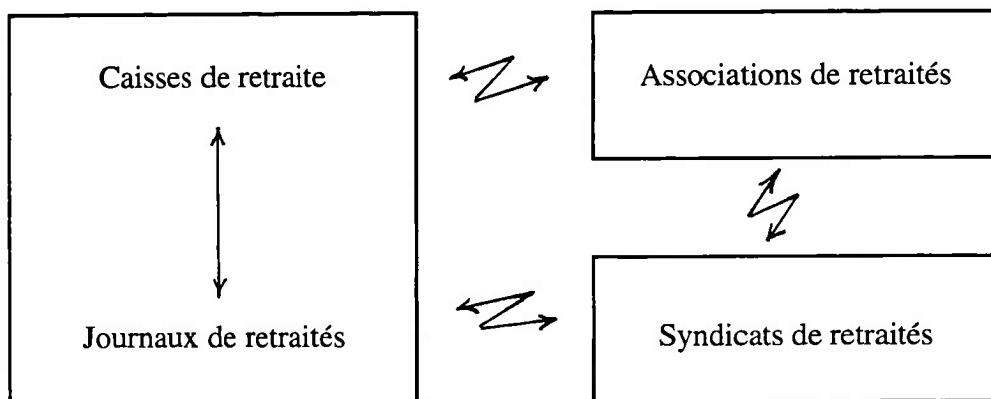 Caisses de retraite
Associations de retraités
Journaux de retraités
Syndicats de retraités